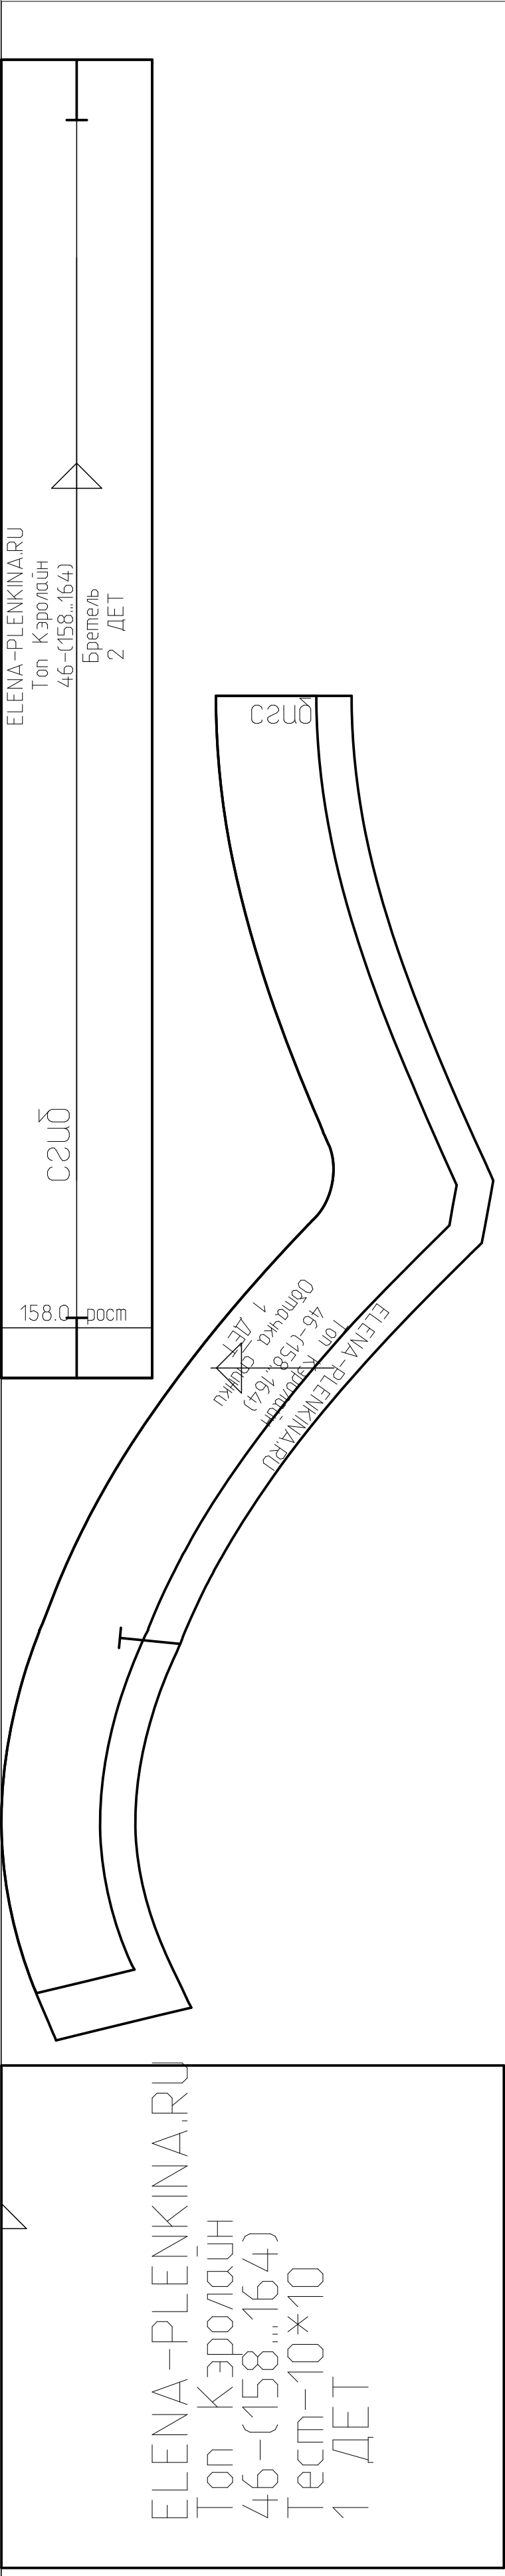 ELENA-PLENKINA.RU
Топ Кэролайн
46-(158...164)
Бретель
2 ДЕТ
сгиб
158.0 рост
сгиб
ELENA-PLENKINA.RU
Топ Кэролайн
46-(158...164)
Обтачка спинки
1 ДЕТ
ELENA-PLENKINA.RU
Топ Кэролайн
46-(158...164)
Тест-10*10
1 ДЕТ